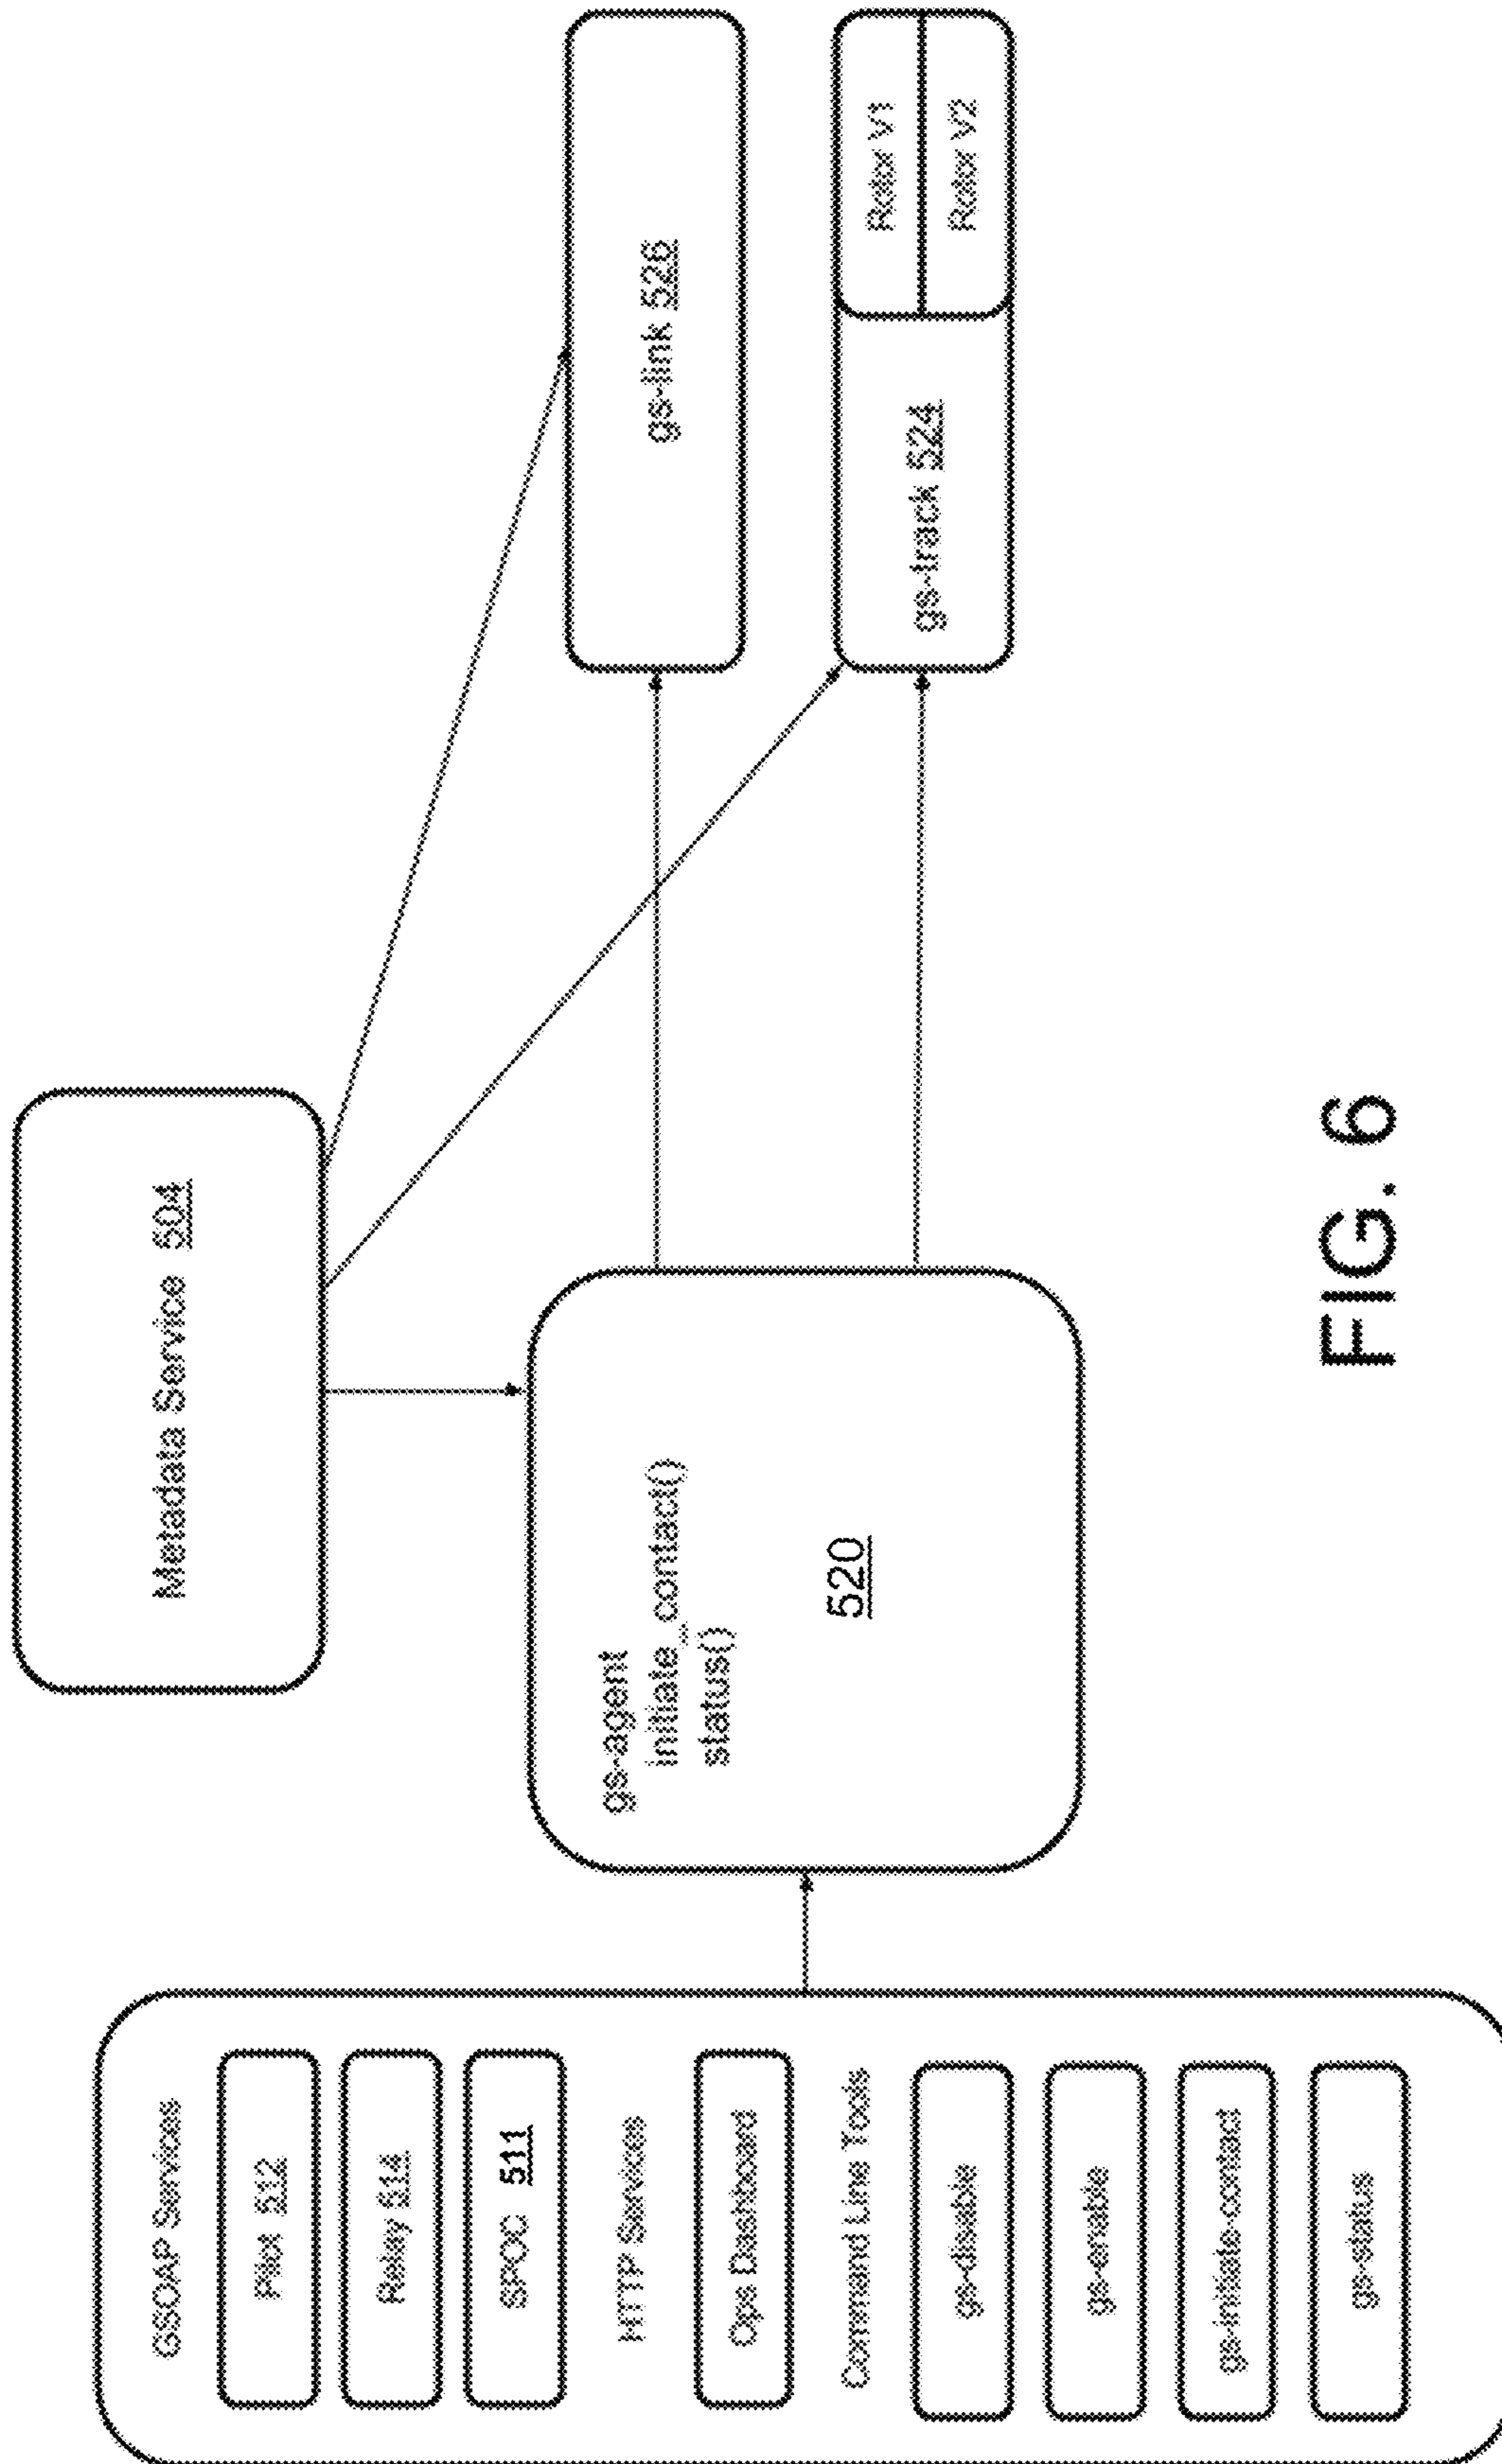 GSOAP Services
Pilot 512
Relay 514
SPOC 511
HTTP Services
Ops Dashboard
Command Line Tools
gs-disable
gs-enable
gs-initiate-contact
gs-status
Metadata Service 504
gs-agent
initiate_contact()
status()
520
gs-link 526
gs-track 524
Rotor V1
Rotor V2
FIG. 6